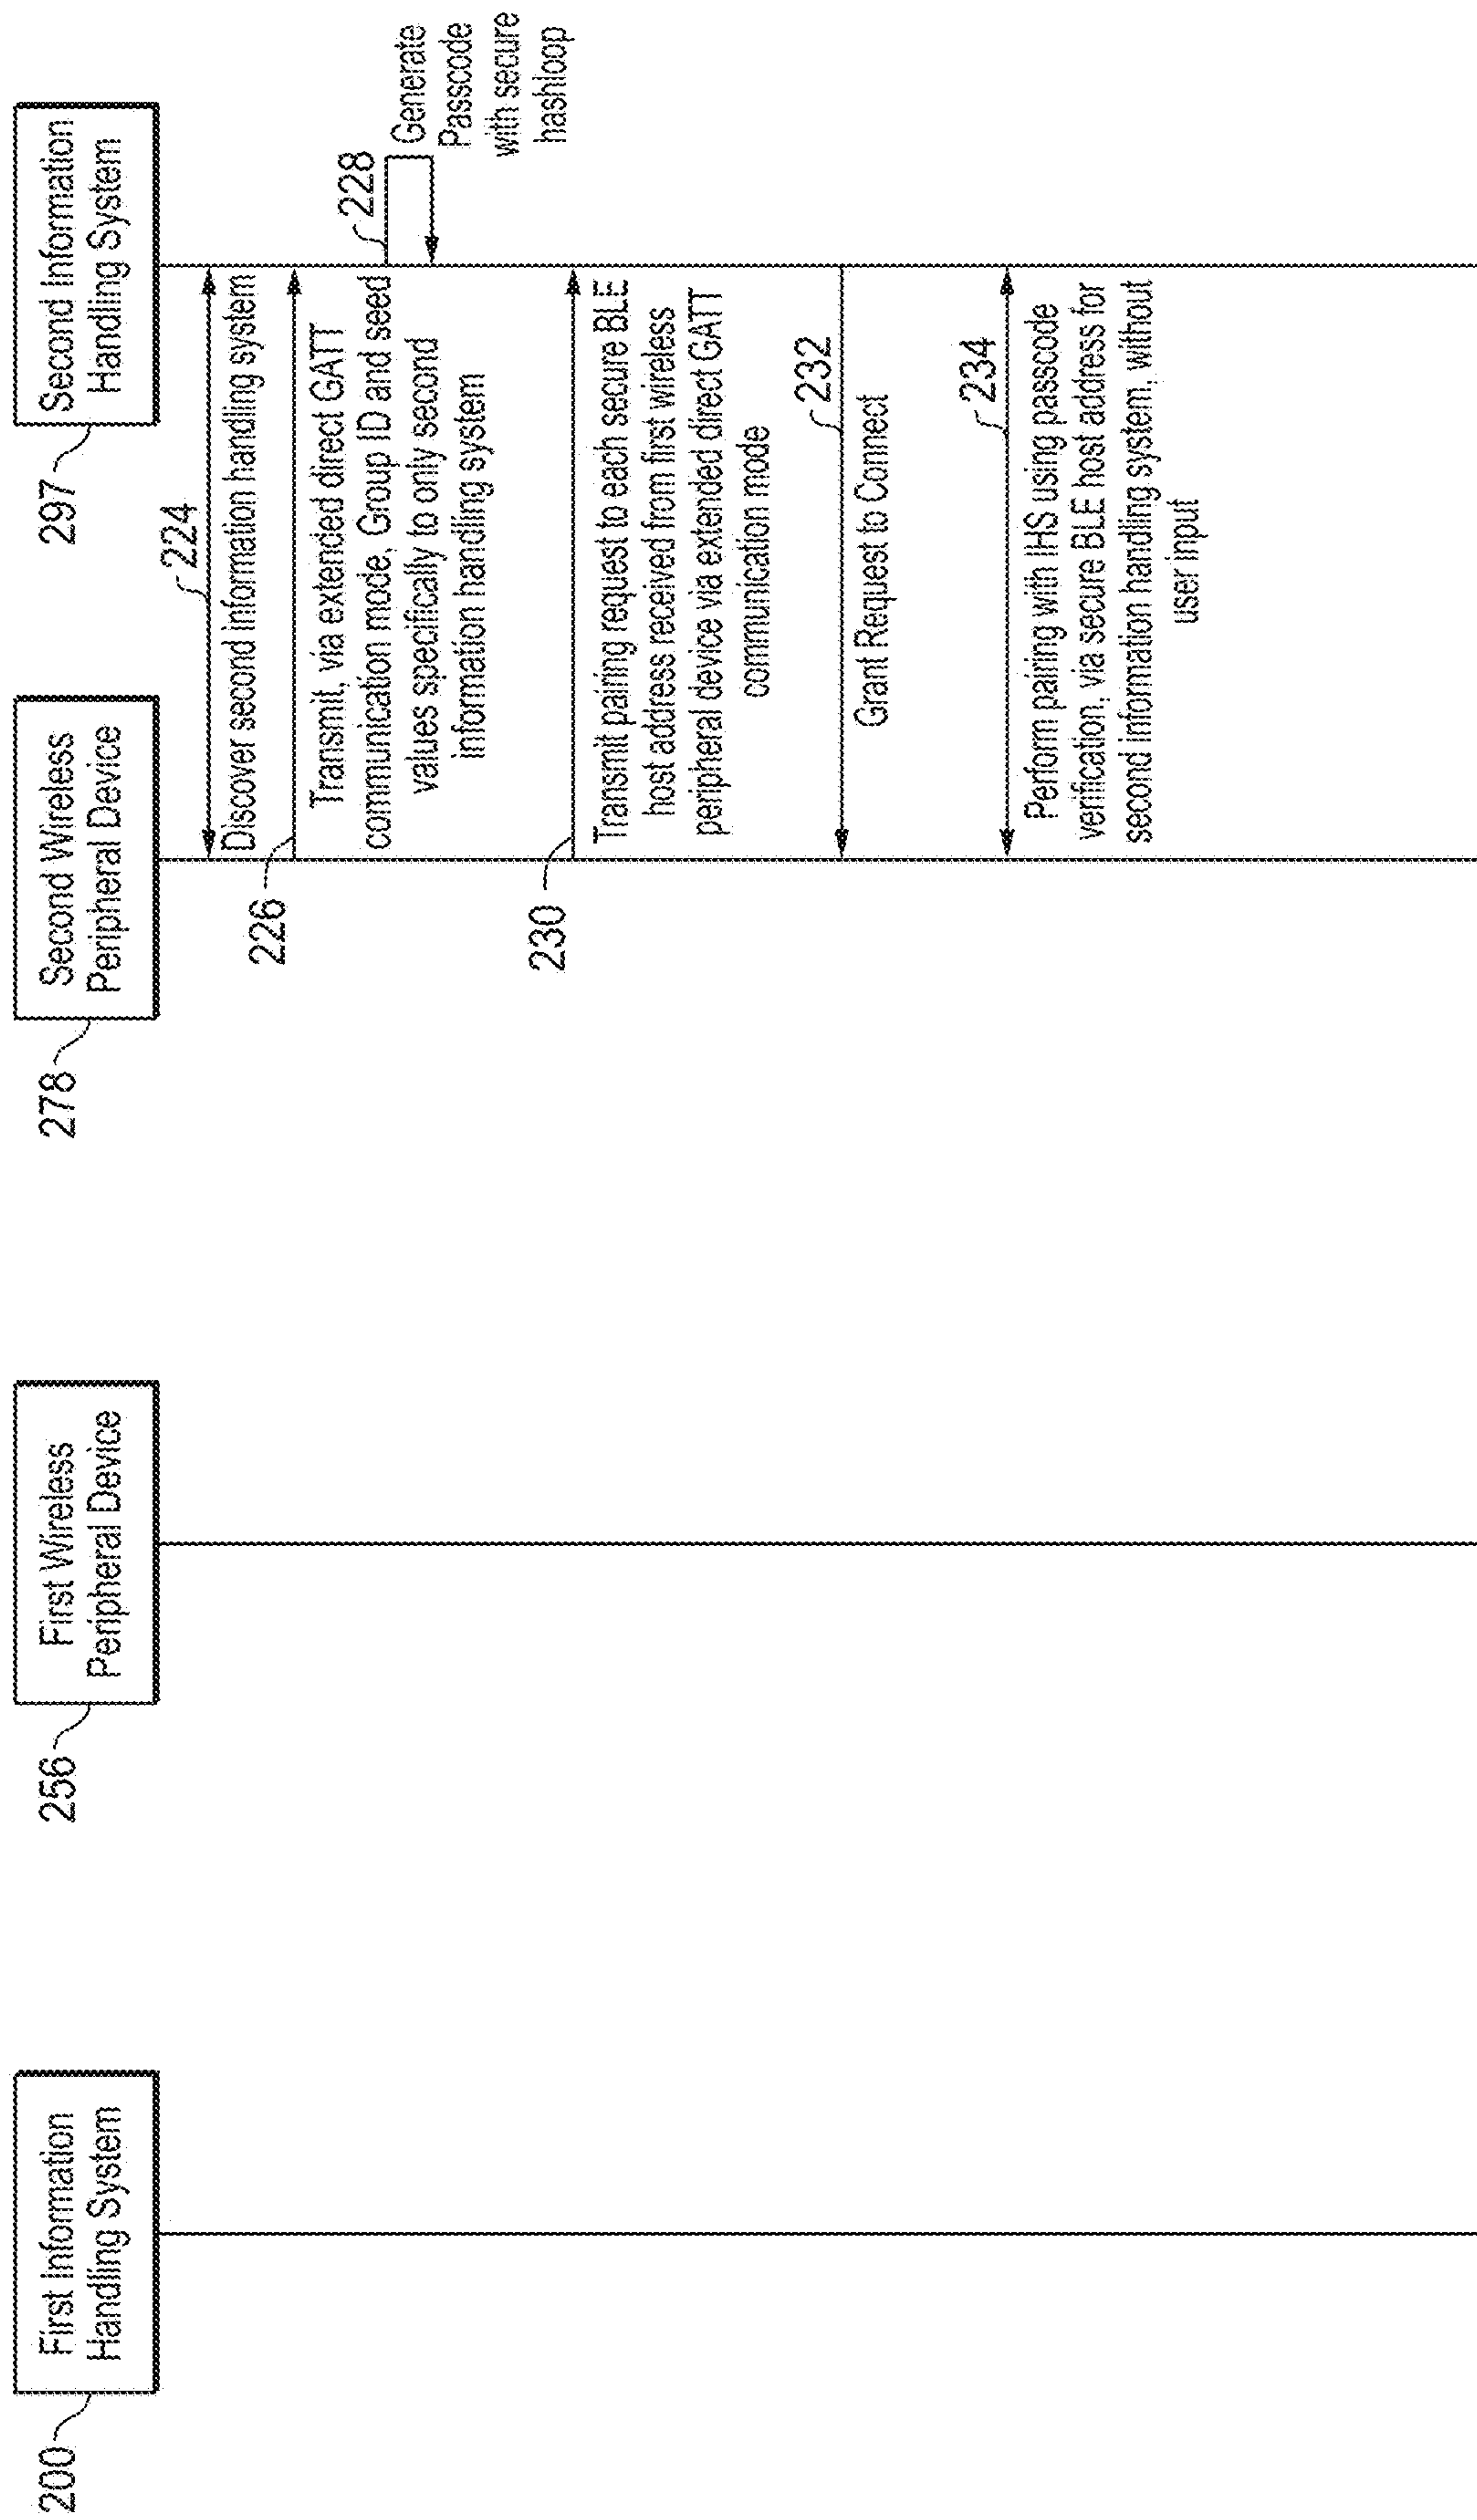 200
First Information
Handling System
256
First Wireless
Peripheral Device
278
Second Wireless
Peripheral Device
297
Second Information
Handling System
224
Discover second information handling system
226
Transmit, via extended direct GATT
communication mode, Group ID and seed
values specifically to only second
information handling system
228
Generate
Passcode
with secure
hashloop
230
Transmit pairing request to each secure BLE
host address received from first wireless
peripheral device via extended direct GATT
communication mode
232
Grant Request to Connect
234
Perform pairing with IHS using passcode
verification, via secure BLE host address for
second information handling system, without
user input